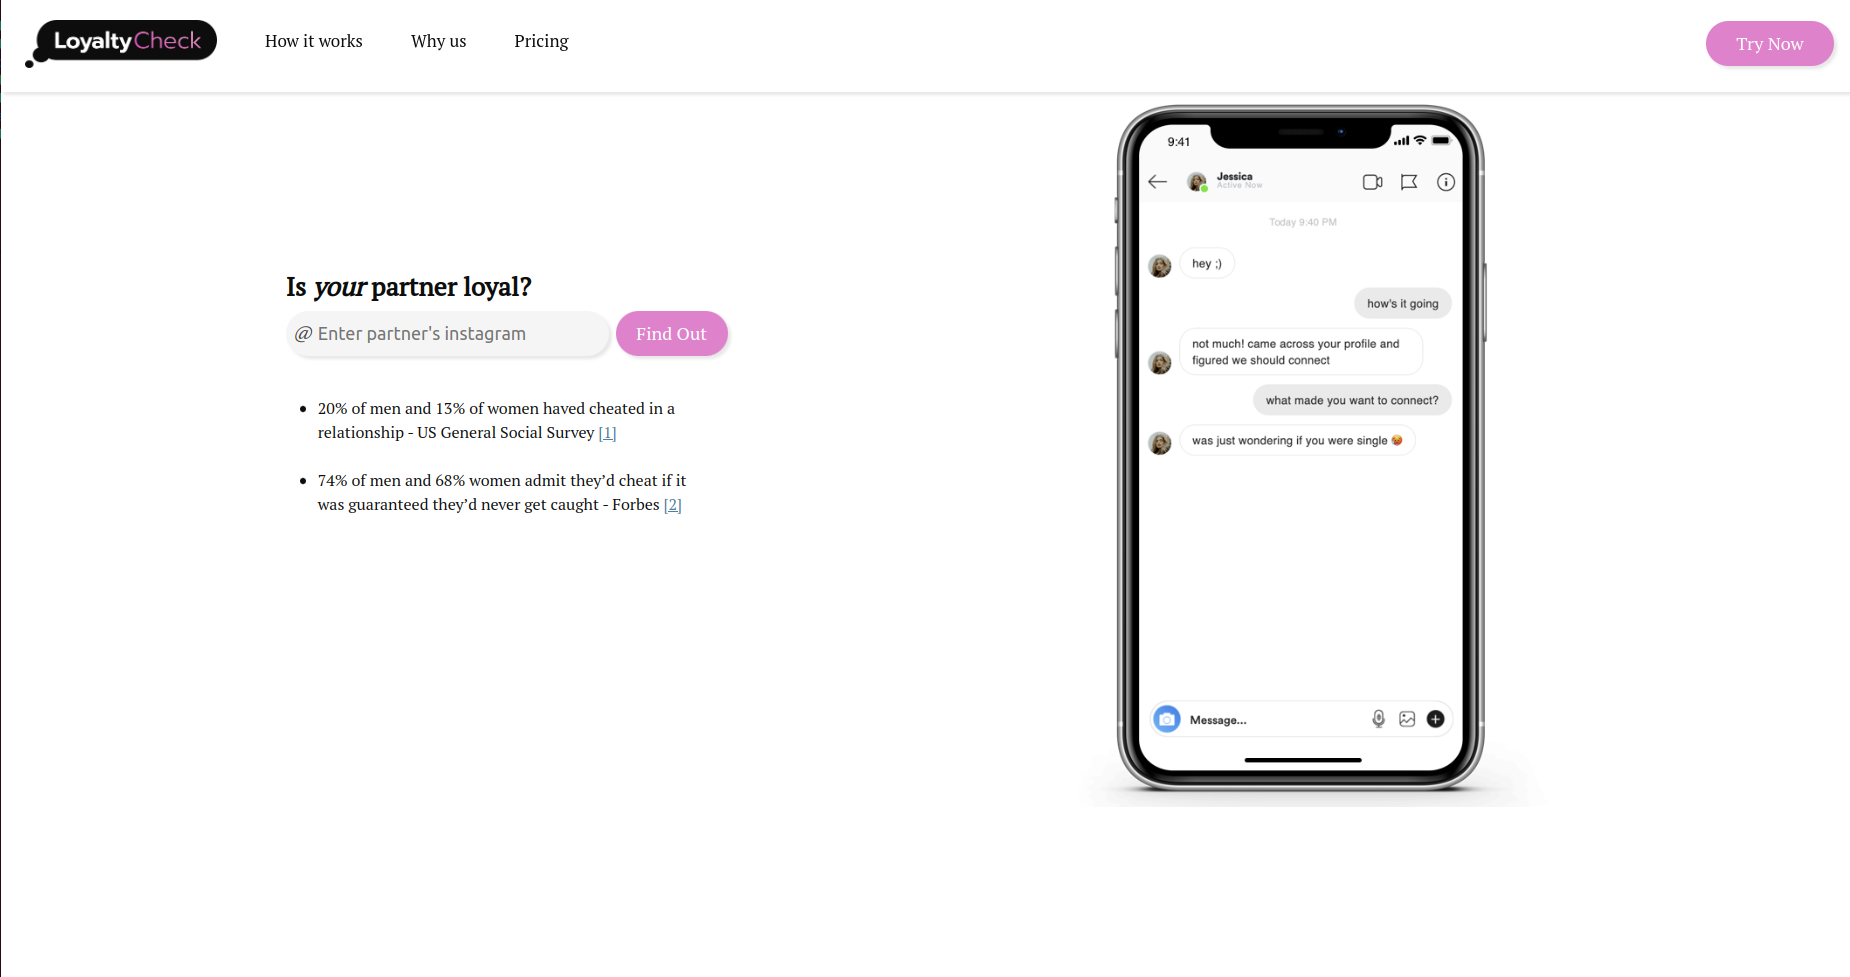 LoyaltyCheck
How it works
Why us
Pricing
Try Now
Is your partner loyal?
@ Enter partner's instagram
Find Out
20% of men and 13% of women haved cheated in a
relationship - US General Social Survey [1]
74% of men and 68% women admit they’d cheat if it
was guaranteed they’d never get caught - Forbes [2]
9:41
Jessica
Active Now
Today 9:40 PM
hey ;)
how's it going
not much! came across your profile and
figured we should connect
what made you want to connect?
was just wondering if you were single 🥵
Message...